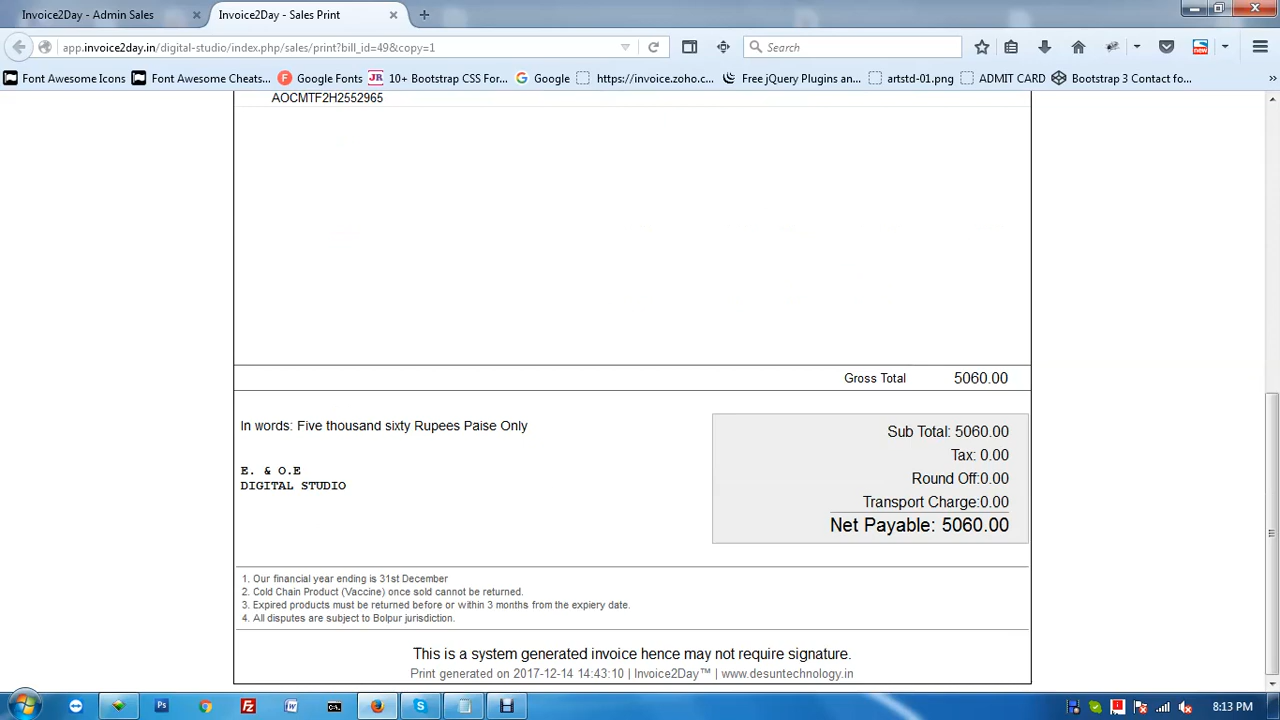 Invoice2Day - Admin Sales
Invoice2Day - Sales Print
app.invoice2day.in/digital-studio/index.php/sales/print?bill_id=49&copy=1
Search
Font Awesome Icons
Font Awesome Cheats...
Google Fonts
10+ Bootstrap CSS For...
Google
https://invoice.zoho.c...
Free jQuery Plugins an...
artstd-01.png
ADMIT CARD
Bootstrap 3 Contact fo...
AOCMTF2H2552965
Gross Total 5060.00
In words: Five thousand sixty Rupees Paise Only
E. & O.E
DIGITAL STUDIO
Sub Total: 5060.00
Tax: 0.00
Round Off:0.00
Transport Charge:0.00
Net Payable: 5060.00
1. Our financial year ending is 31st December
2. Cold Chain Product (Vaccine) once sold cannot be returned.
3. Expired products must be returned before or within 3 months from the expiery date.
4. All disputes are subject to Bolpur jurisdiction.
This is a system generated invoice hence may not require signature.
Print generated on 2017-12-14 14:43:10 | Invoice2Day™ | www.desuntechnology.in
8:13 PM